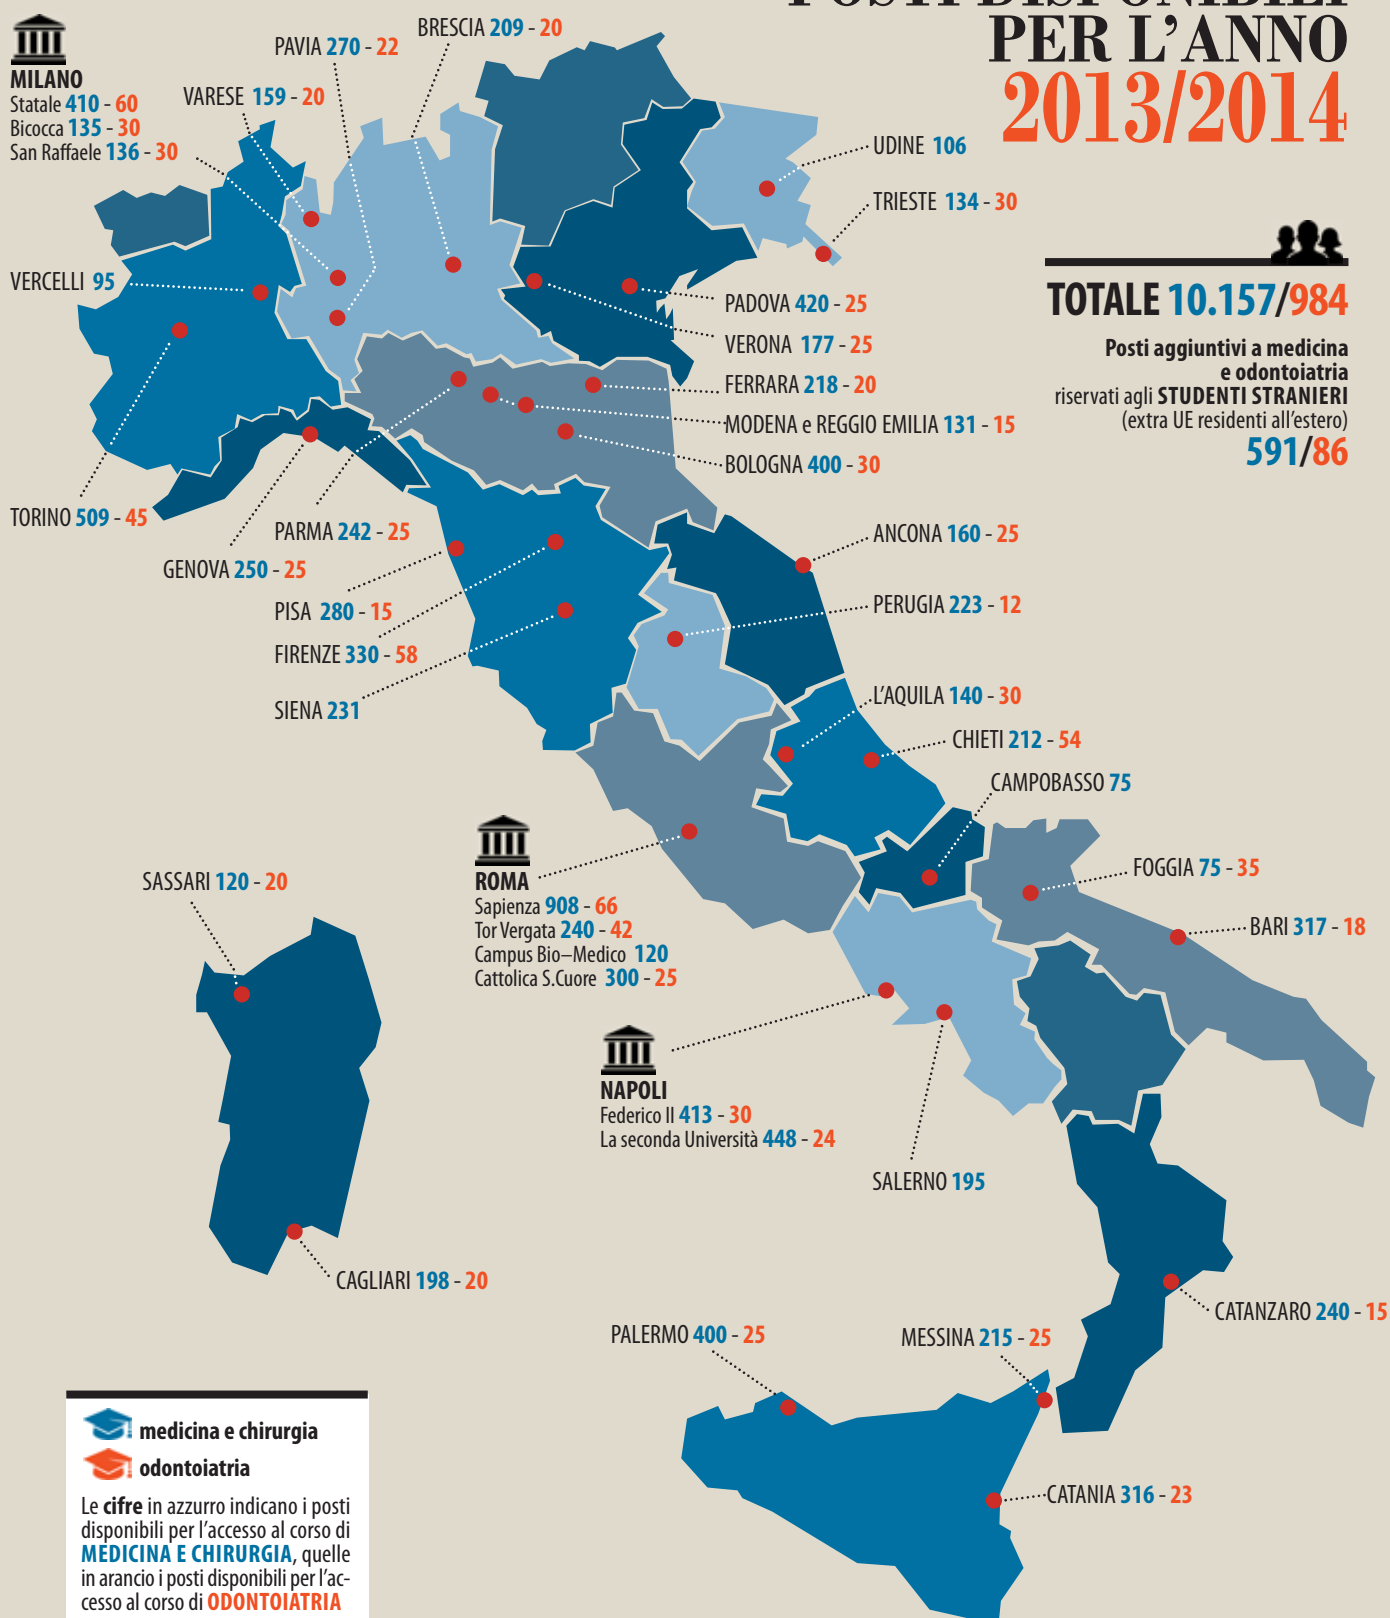 POSTI DISPONIBILI
PER L'ANNO
2013/2014
MILANO
Statale 410 - 60
Bicocca 135 - 30
San Raffaele 136 - 30
VARESE 159 - 20
PAVIA 270 - 22
BRESCIA 209 - 20
UDINE 106
TRIESTE 134 - 30
TOTALE 10.157/984
Posti aggiuntivi a medicina
e odontoiatria
riservati agli STUDENTI STRANIERI
(extra UE residenti all'estero)
591/86
VERCELLI 95
PADOVA 420 - 25
VERONA 177 - 25
FERRARA 218 - 20
MODENA e REGGIO EMILIA 131 - 15
BOLOGNA 400 - 30
TORINO 509 - 45
GENOVA 250 - 25
PARMA 242 - 25
PISA 280 - 15
FIRENZE 330 - 58
SIENA 231
ANCONA 160 - 25
PERUGIA 223 - 12
L'AQUILA 140 - 30
CHIETI 212 - 54
CAMPOBASSO 75
FOGGIA 75 - 35
BARI 317 - 18
SASSARI 120 - 20
ROMA
Sapienza 908 - 66
Tor Vergata 240 - 42
Campus Bio–Medico 120
Cattolica S.Cuore 300 - 25
NAPOLI
Federico II 413 - 30
La seconda Università 448 - 24
SALERNO 195
CAGLIARI 198 - 20
CATANZARO 240 - 15
PALERMO 400 - 25
MESSINA 215 - 25
CATANIA 316 - 23
medicina e chirurgia
odontoiatria
Le cifre in azzurro indicano i posti
disponibili per l'accesso al corso di
MEDICINA E CHIRURGIA, quelle
in arancio i posti disponibili per l'ac-
cesso al corso di ODONTOIATRIA